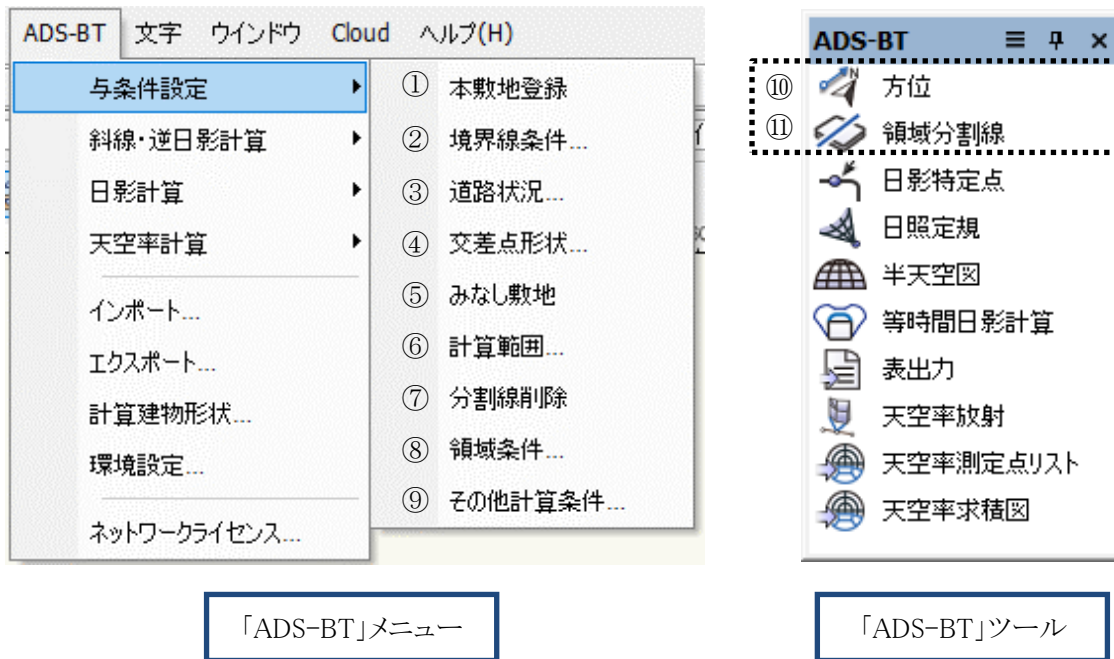 ADS-BT 文字 ウインドウ Cloud ヘルプ(H)
与条件設定
斜線・逆日影計算
日影計算
天空率計算
インポート...
エクスポート...
計算建物形状...
環境設定...
ネットワークライセンス...
① 本敷地登録
② 境界線条件...
③ 道路状況...
④ 交差点形状...
⑤ みなし敷地
⑥ 計算範囲...
⑦ 分割線削除
⑧ 領域条件...
⑨ その他計算条件...
「ADS-BT」メニュー
ADS-BT
⑩ 方位
⑪ 領域分割線
日影特定点
日照定規
半天空図
等時間日影計算
表出力
天空率放射
天空率測定点リスト
天空率求積図
「ADS-BT」ツール